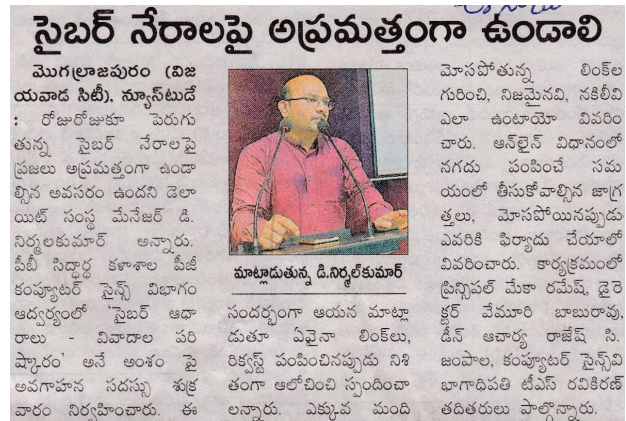 సైబర్ నేరాలపై అప్రమత్తంగా ఉండాలి
మొగల్రాజపురం (విజ
యవాడ సిటీ), న్యూస్‌టుడే
: రోజురోజుకూ పెరుగు
తున్న సైబర్ నేరాలపై
ప్రజలు అప్రమత్తంగా ఉండా
ల్సిన అవసరం ఉందని డెలా
యిట్ సంస్థ మేనేజర్ డి.
నిర్మలకుమార్ అన్నారు.
పీబీ సిద్ధార్థ కళాశాల పీజీ
కంప్యూటర్ సైన్స్ విభాగం
ఆధ్వర్యంలో 'సైబర్ ఆధా
రాలు - వివాదాల పరి
ష్కారం' అనే అంశం పై
అవగాహన సదస్సు శుక్ర
వారం నిర్వహించారు. ఈ
మాట్లాడుతున్న డి.నిర్మల్‌కుమార్
సందర్భంగా ఆయన మాట్లా
డుతూ ఏవైనా లింక్‌లు,
రిక్వస్ట్ పంపించినప్పుడు నిశి
తంగా ఆలోచించి స్పందించా
లన్నారు. ఎక్కువ మంది
మోసపోతున్న లింక్‌ల
గురించి, నిజమైనవి, నకిలీవి
ఎలా ఉంటాయో వివరిం
చారు. ఆన్‌లైన్ విధానంలో
నగదు పంపించే సమ
యంలో తీసుకోవాల్సిన జాగ్ర
త్తలు, మోసపోయినప్పుడు
ఎవరికి ఫిర్యాదు చేయాలో
వివరించారు. కార్యక్రమంలో
ప్రిన్సిపల్ మేకా రమేష్, డైరె
క్టర్ వేమూరి బాబురావు,
డీన్ ఆచార్య రాజేష్ సి.
జంపాల, కంప్యూటర్ సైన్స్‌వి
భాగాధిపతి టీఎస్ రవికిరణ్
తదితరులు పాల్గొన్నారు.